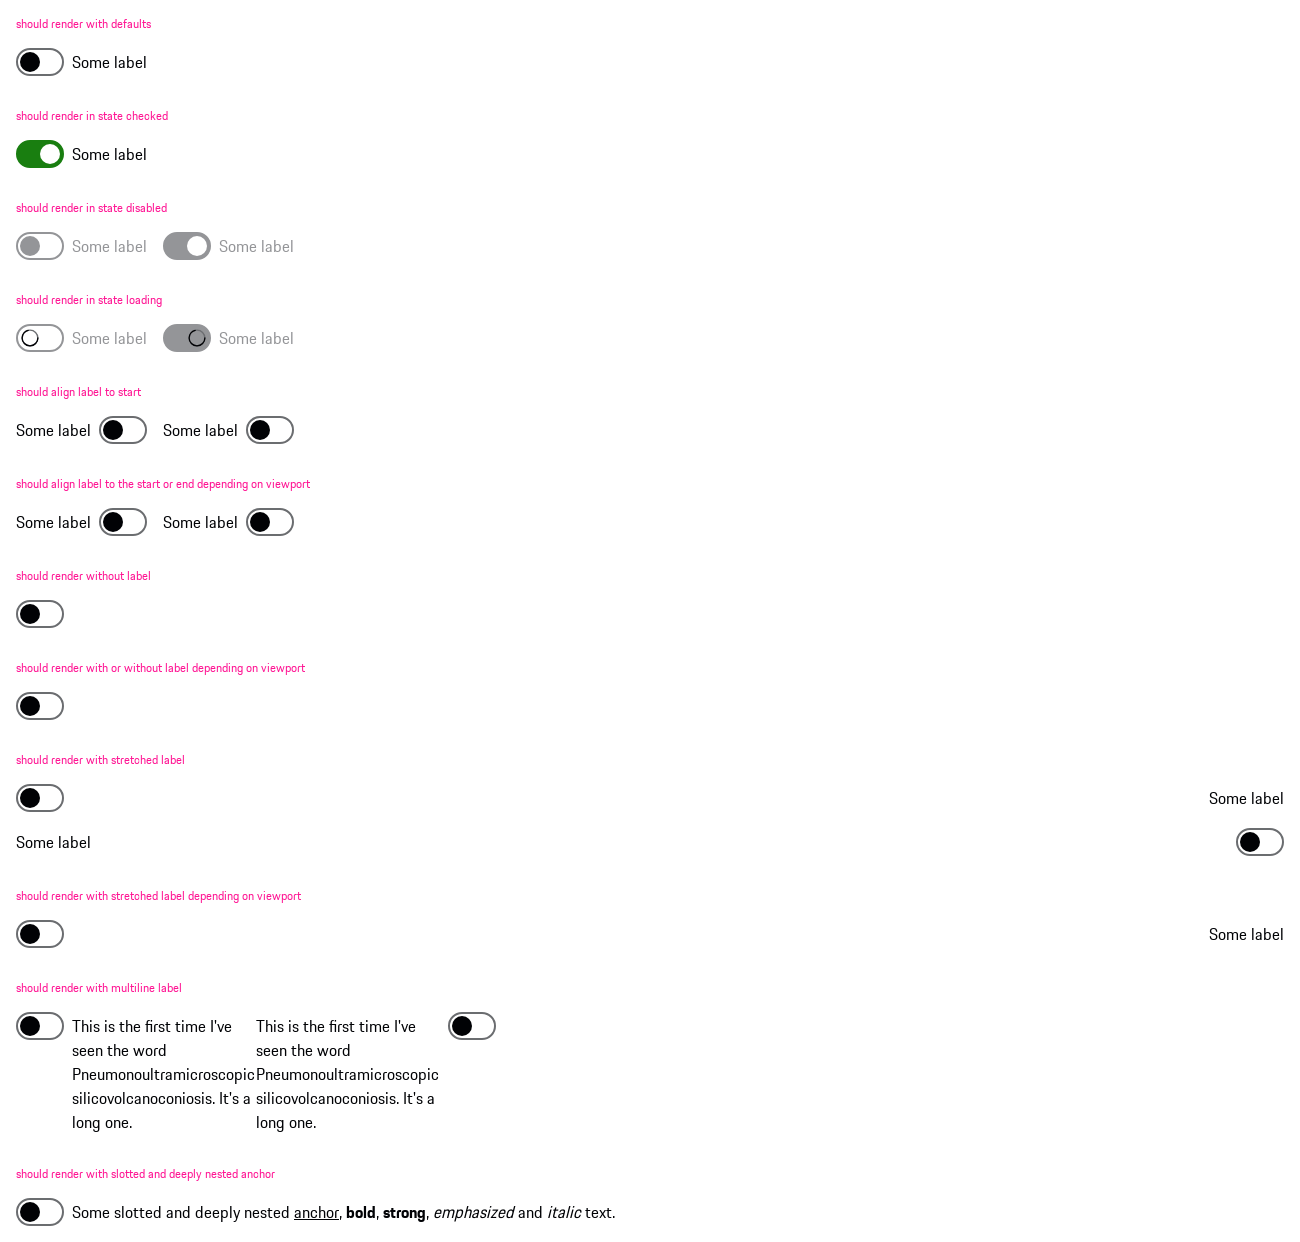 should render with defaults
Some label
should render in state checked
Some label
should render in state disabled
Some label Some label
should render in state loading
Some label Some label
should align label to start
Some label Some label
should align label to the start or end depending on viewport
Some label Some label
should render without label
should render with or without label depending on viewport
should render with stretched label
Some label
Some label
should render with stretched label depending on viewport
Some label
should render with multiline label
This is the first time I've
seen the word
Pneumonoultramicroscopic
silicovolcanoconiosis. It's a
long one.
This is the first time I've
seen the word
Pneumonoultramicroscopic
silicovolcanoconiosis. It's a
long one.
should render with slotted and deeply nested anchor
Some slotted and deeply nested anchor, bold, strong, emphasized and italic text.